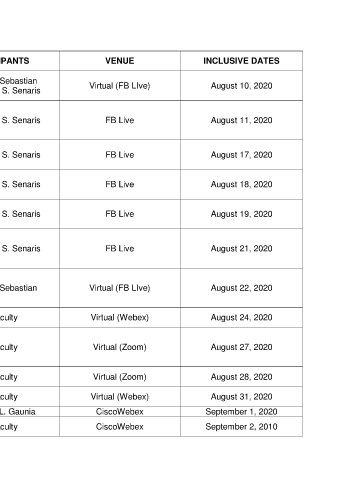 IPANTS VENUE INCLUSIVE DATES
Sebastian
S. Senaris Virtual (FB LIve) August 10, 2020
S. Senaris FB Live August 11, 2020
S. Senaris FB Live August 17, 2020
S. Senaris FB Live August 18, 2020
S. Senaris FB Live August 19, 2020
S. Senaris FB Live August 21, 2020
Sebastian Virtual (FB LIve) August 22, 2020
culty Virtual (Webex) August 24, 2020
culty Virtual (Zoom) August 27, 2020
culty Virtual (Zoom) August 28, 2020
culty Virtual (Webex) August 31, 2020
L. Gaunia CiscoWebex September 1, 2020
culty CiscoWebex September 2, 2010